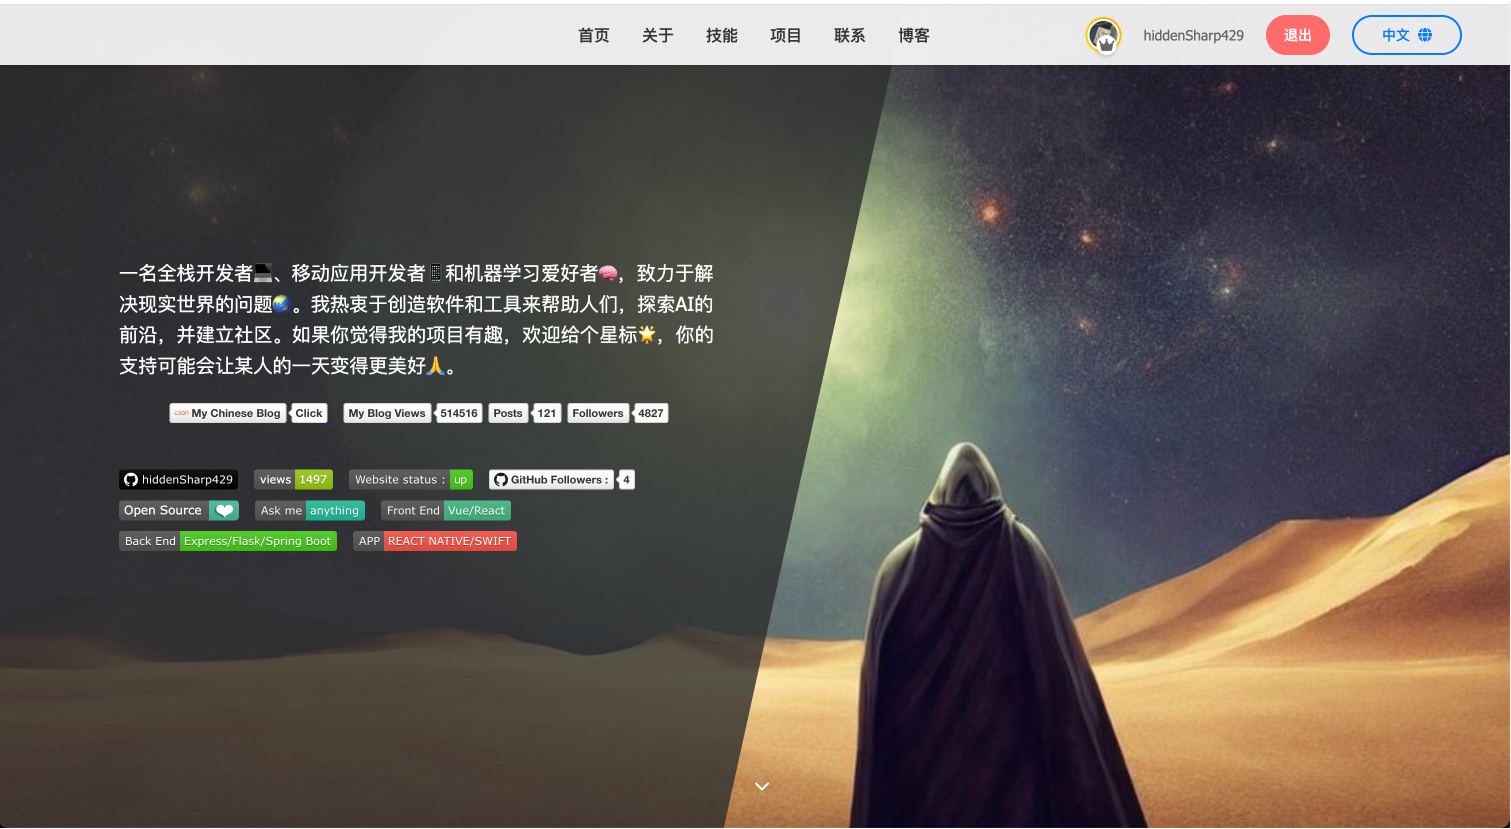 首页 关于 技能 项目 联系 博客 hiddenSharp429 退出 中文
一名全栈开发者💻、移动应用开发者📱和机器学习爱好者🧠，致力于解
决现实世界的问题🌏。我热衷于创造软件和工具来帮助人们，探索AI的
前沿，并建立社区。如果你觉得我的项目有趣，欢迎给个星标🌟，你的
支持可能会让某人的一天变得更美好🙏。
CSDN My Chinese Blog Click My Blog Views 514516 Posts 121 Followers 4827
hiddenSharp429 views 1497 Website status : up GitHub Followers : 4
Open Source Ask me anything Front End Vue/React
Back End Express/Flask/Spring Boot APP REACT NATIVE/SWIFT